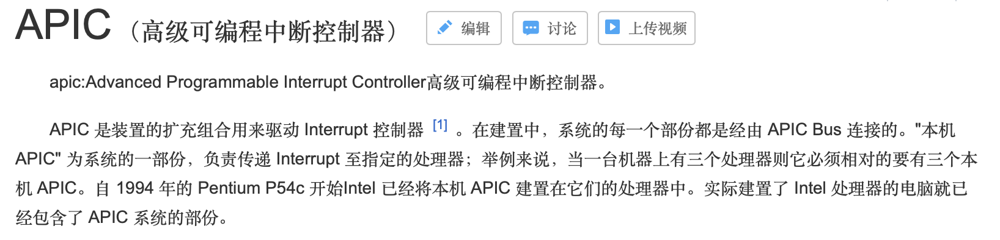 APIC（高级可编程中断控制器） 编辑 讨论 上传视频
apic:Advanced Programmable Interrupt Controller高级可编程中断控制器。
APIC 是装置的扩充组合用来驱动 Interrupt 控制器 [1] 。在建置中，系统的每一个部份都是经由 APIC Bus 连接的。"本机
APIC" 为系统的一部份，负责传递 Interrupt 至指定的处理器；举例来说，当一台机器上有三个处理器则它必须相对的要有三个本
机 APIC。自 1994 年的 Pentium P54c 开始Intel 已经将本机 APIC 建置在它们的处理器中。实际建置了 Intel 处理器的电脑就已
经包含了 APIC 系统的部份。